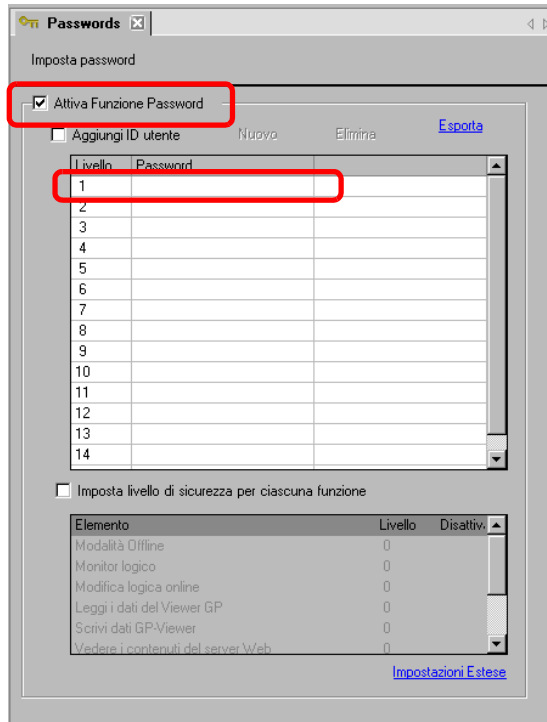 Passwords
Imposta password
Attiva Funzione Password
Aggiungi ID utente Nuovo Elimina Esporta
Livello Password
1
2
3
4
5
6
7
8
9
10
11
12
13
14
Imposta livello di sicurezza per ciascuna funzione
Elemento Livello Disattiv
Modalità Offline 0
Monitor logico 0
Modifica logica online 0
Leggi i dati del Viewer GP 0
Scrivi dati GP-Viewer 0
Vedere i contenuti del server Web 0
Impostazioni Estese